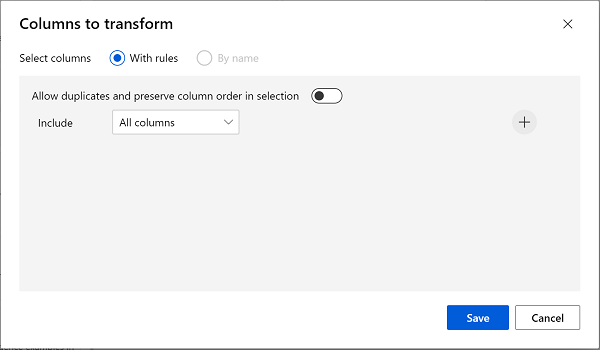 Columns to transform
Select columns With rules By name
Allow duplicates and preserve column order in selection
Include All columns
Save Cancel